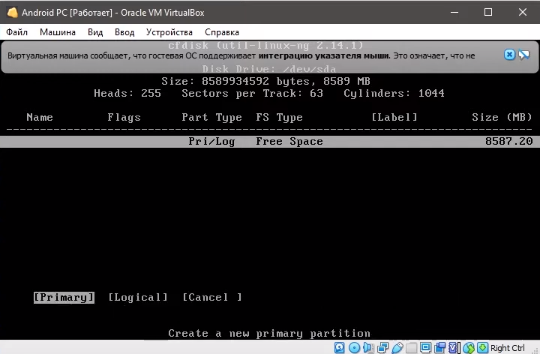 Android PC [Работает] - Oracle VM VirtualBox
Файл Машина Вид Ввод Устройства Справка
cfdisk (util-linux-ng 2.14.1)
Виртуальная машина сообщает, что гостевая ОС поддерживает интеграцию указателя мыши. Это означает, что не
Disk Drive: /dev/sda
Size: 8589934592 bytes, 8589 MB
Heads: 255 Sectors per Track: 63 Cylinders: 1044
Name Flags Part Type FS Type [Label] Size (MB)
Pri/Log Free Space 8587.20
[Primary] [Logical] [Cancel ]
Create a new primary partition
Right Ctrl